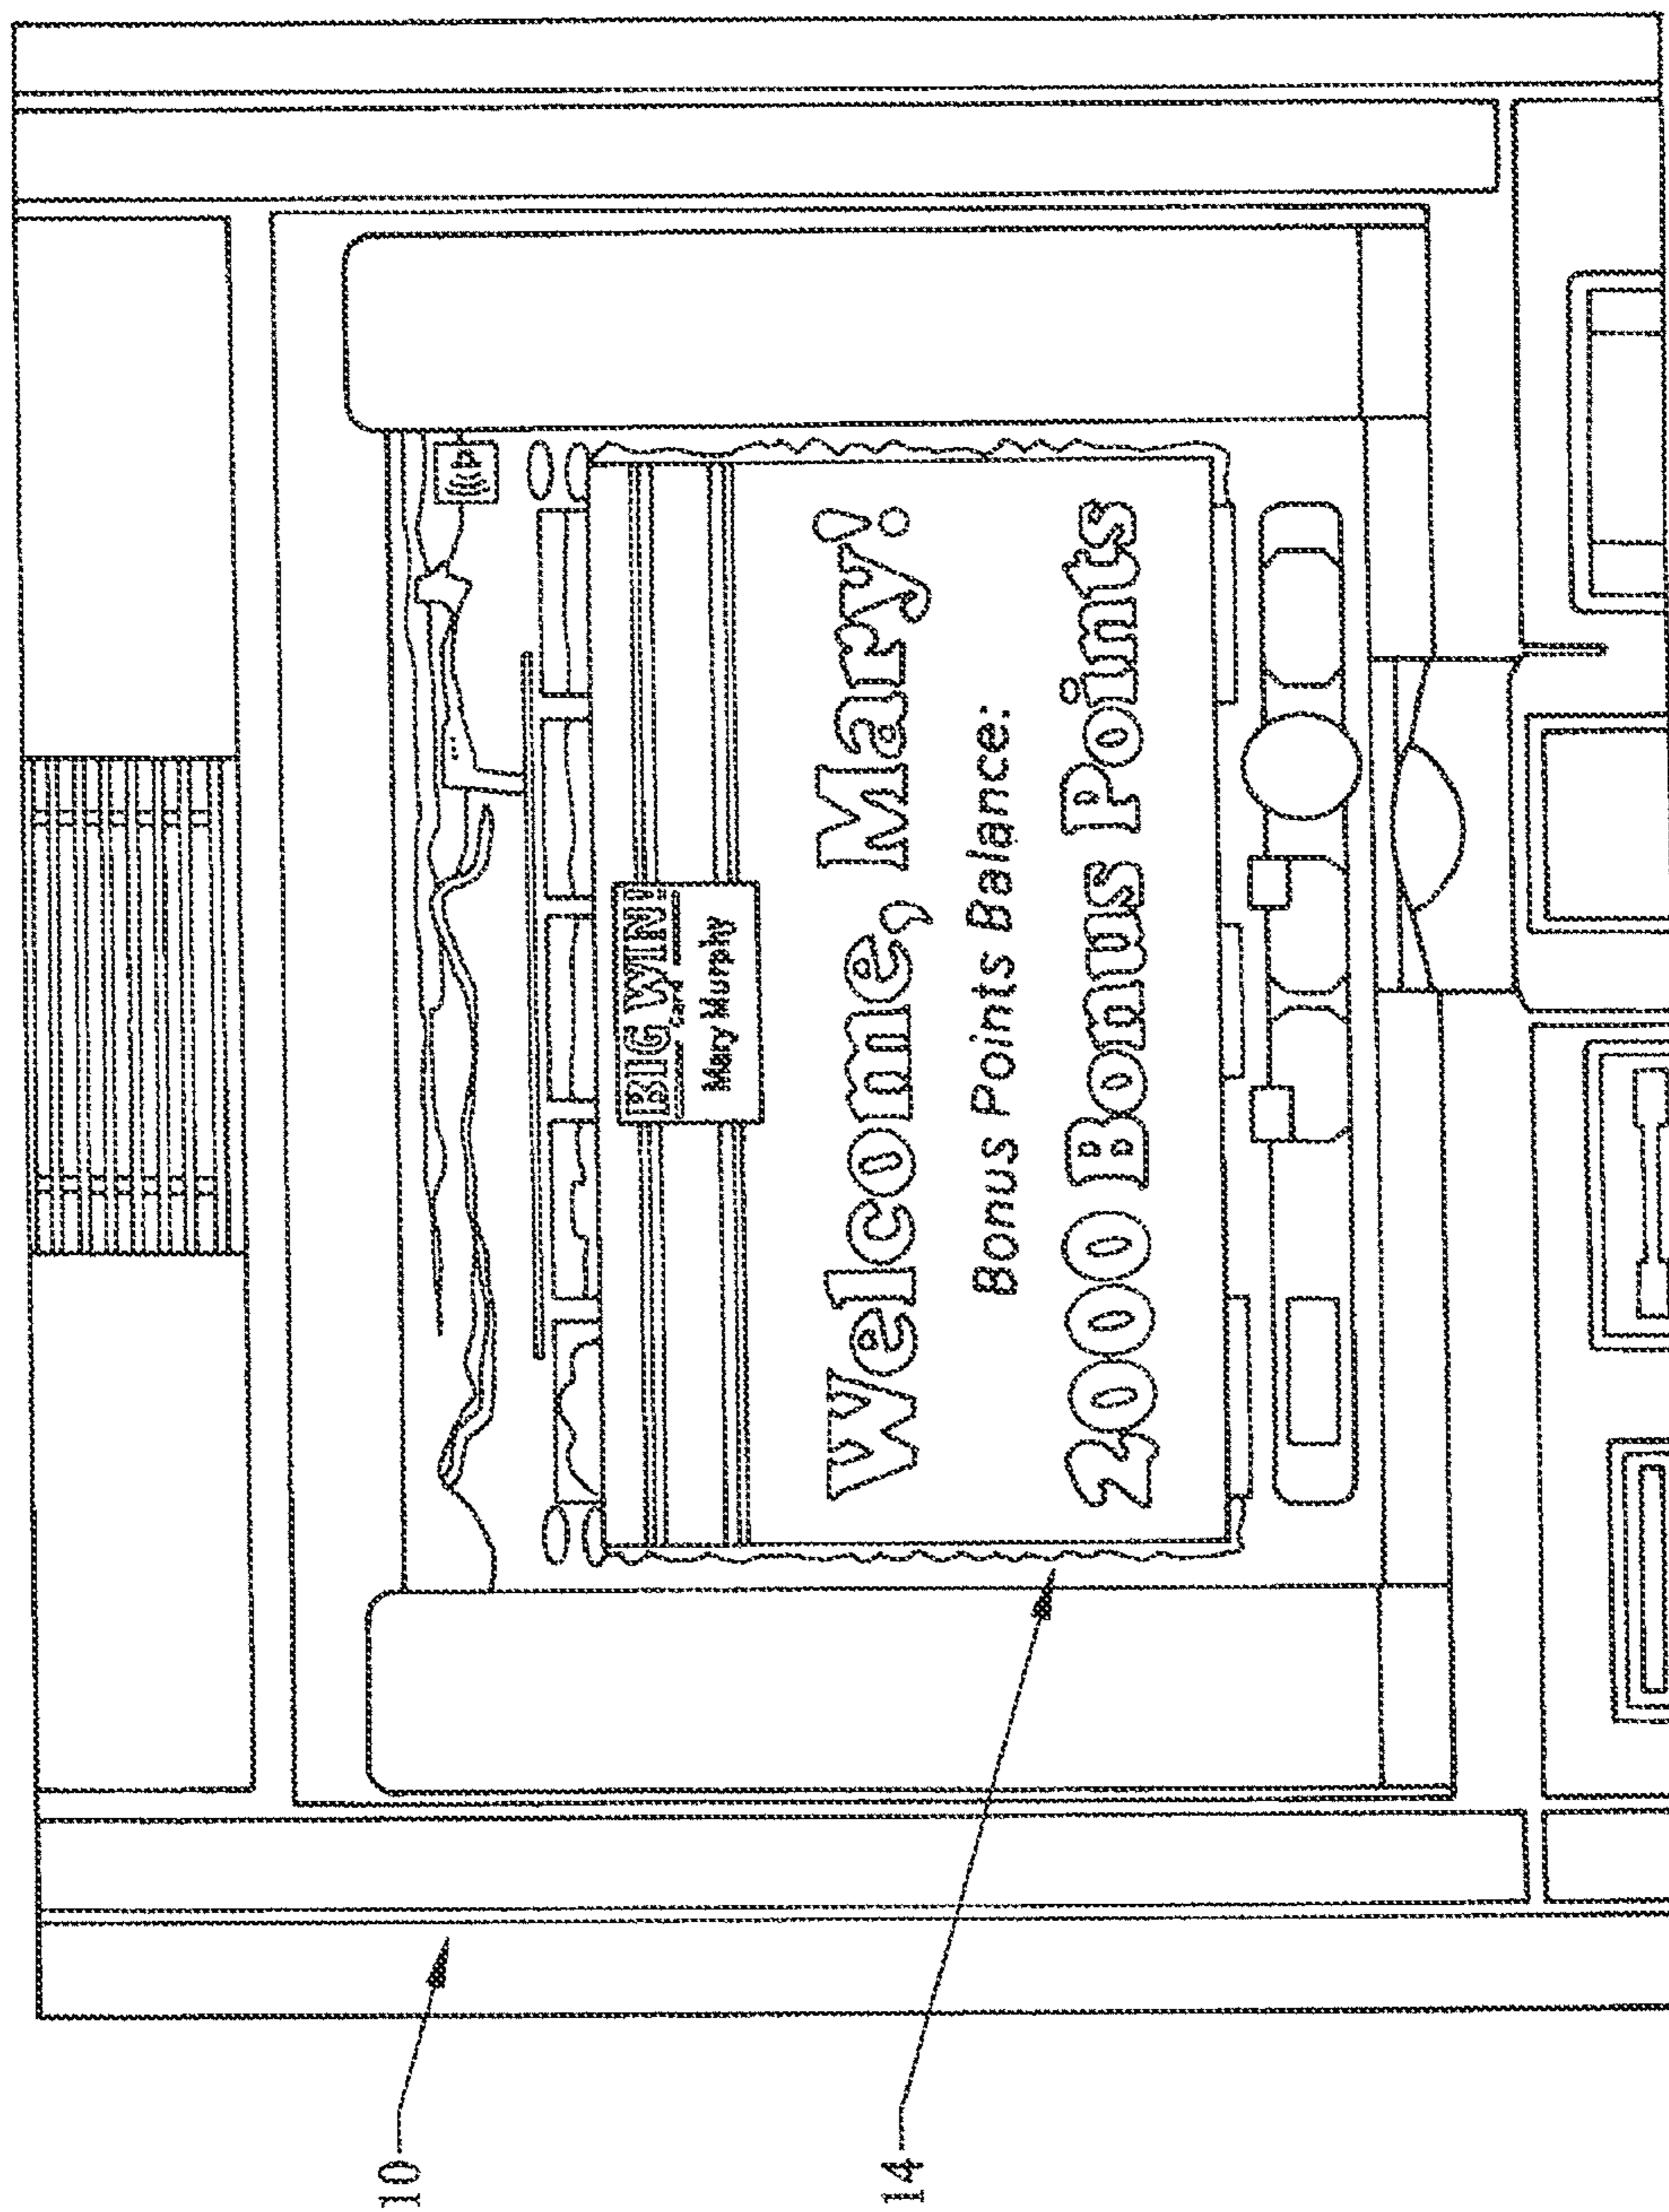 BIG WIN!
Card
Mary Murphy
Welcome, Mary!
Bonus Points Balance:
2000 Bonus Points
10
14